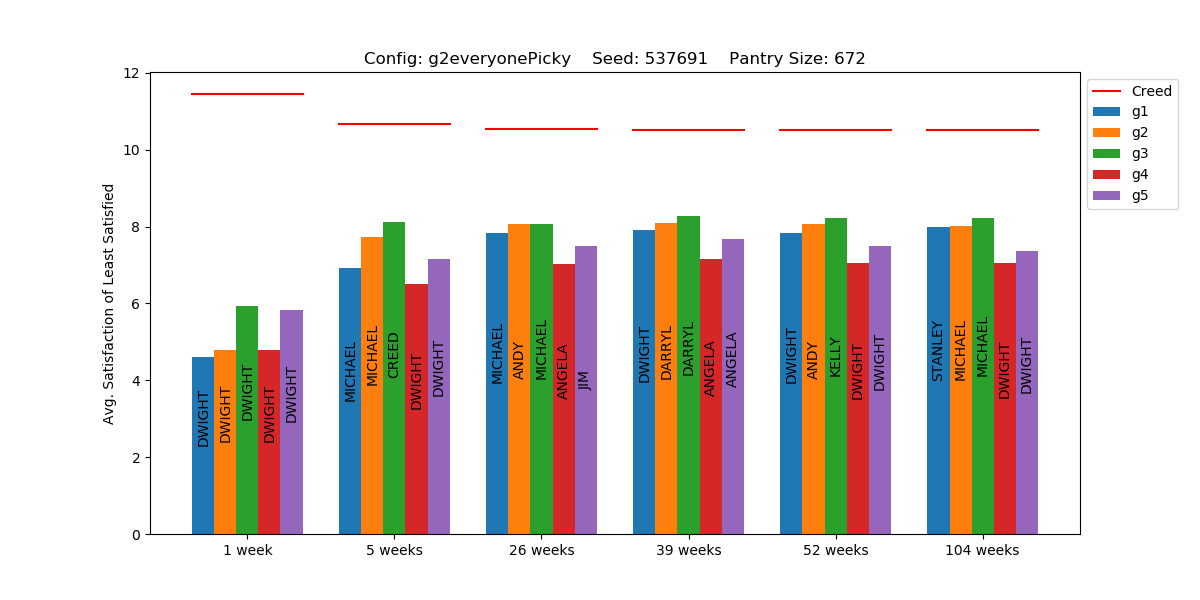 Config: g2everyonePicky    Seed: 537691    Pantry Size: 672
Avg. Satisfaction of Least Satisfied
12
10
8
6
4
2
0
DWIGHT
DWIGHT
DWIGHT
DWIGHT
DWIGHT
MICHAEL
MICHAEL
CREED
DWIGHT
DWIGHT
MICHAEL
ANDY
MICHAEL
ANGELA
JIM
DWIGHT
DARRYL
DARRYL
ANGELA
ANGELA
DWIGHT
ANDY
KELLY
DWIGHT
DWIGHT
STANLEY
MICHAEL
MICHAEL
DWIGHT
DWIGHT
1 week
5 weeks
26 weeks
39 weeks
52 weeks
104 weeks
Creed
g1
g2
g3
g4
g5